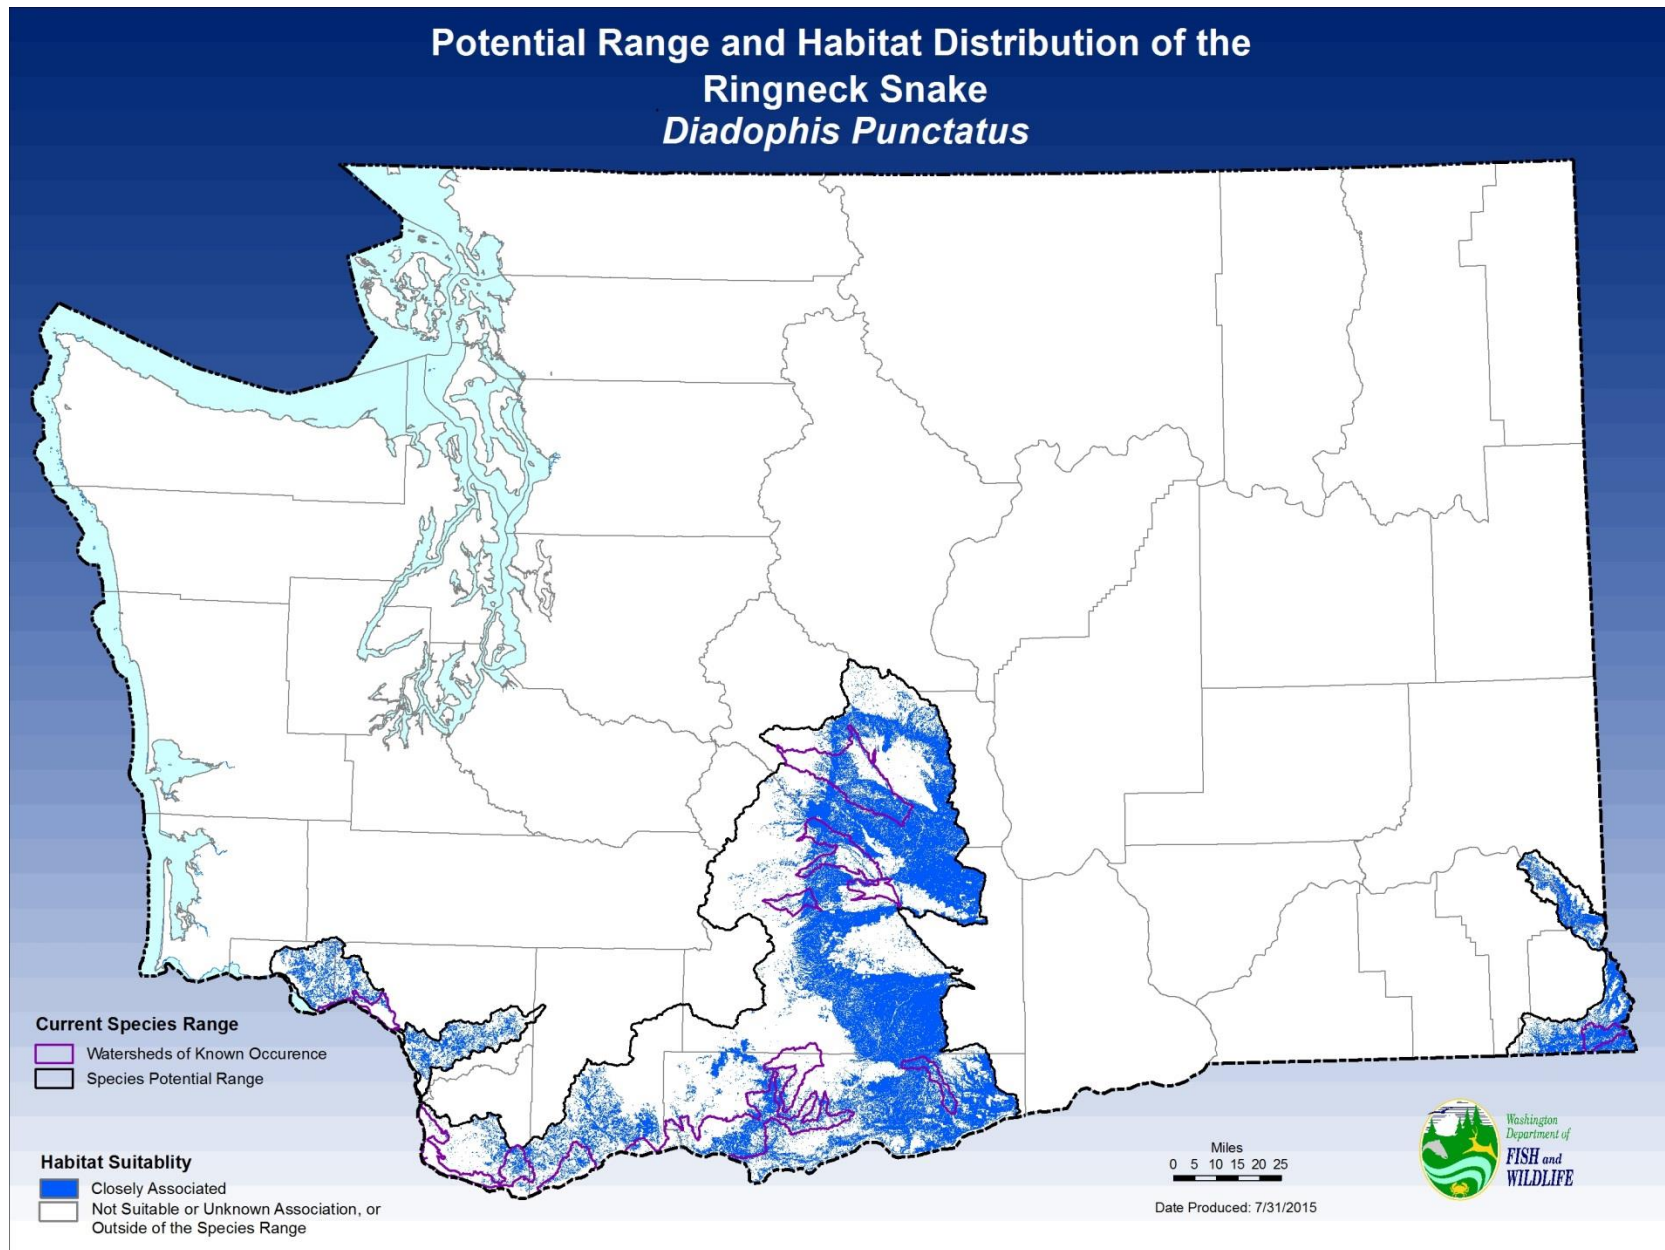 Potential Range and Habitat Distribution of the
Ringneck Snake
Diadophis Punctatus
Current Species Range
Watersheds of Known Occurence
Species Potential Range
Habitat Suitablity
Closely Associated
Not Suitable or Unknown Association, or
Outside of the Species Range
Miles
0 5 10 15 20 25
Date Produced: 7/31/2015
Washington
Department of
FISH and
WILDLIFE